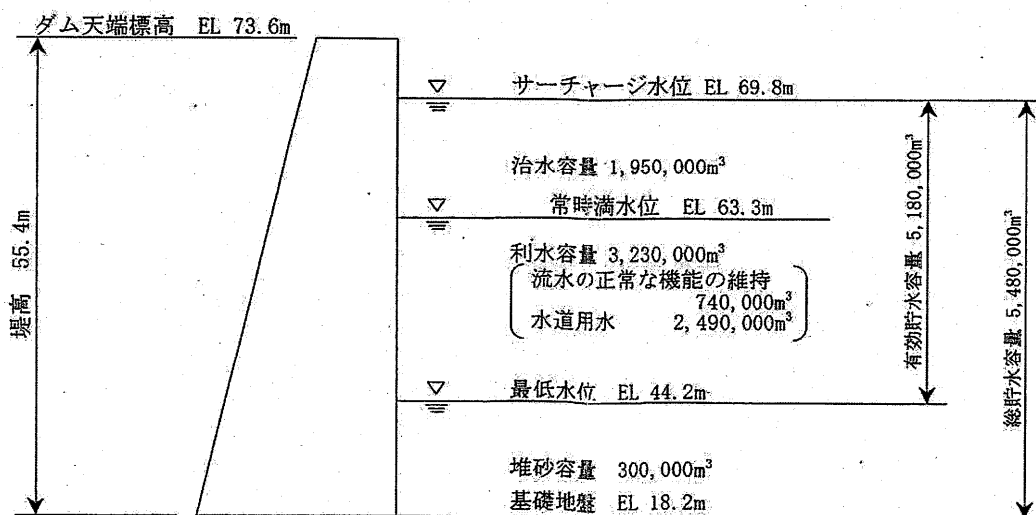 ダム天端標高 EL 73.6m
サーチャージ水位 EL 69.8m
治水容量 1,950,000m³
常時満水位 EL 63.3m
利水容量 3,230,000m³
流水の正常な機能の維持
740,000m³
水道用水 2,490,000m³
最低水位 EL 44.2m
堆砂容量 300,000m³
基礎地盤 EL 18.2m
堤高 55.4m
有効貯水容量 5,180,000m³
総貯水容量 5,480,000m³